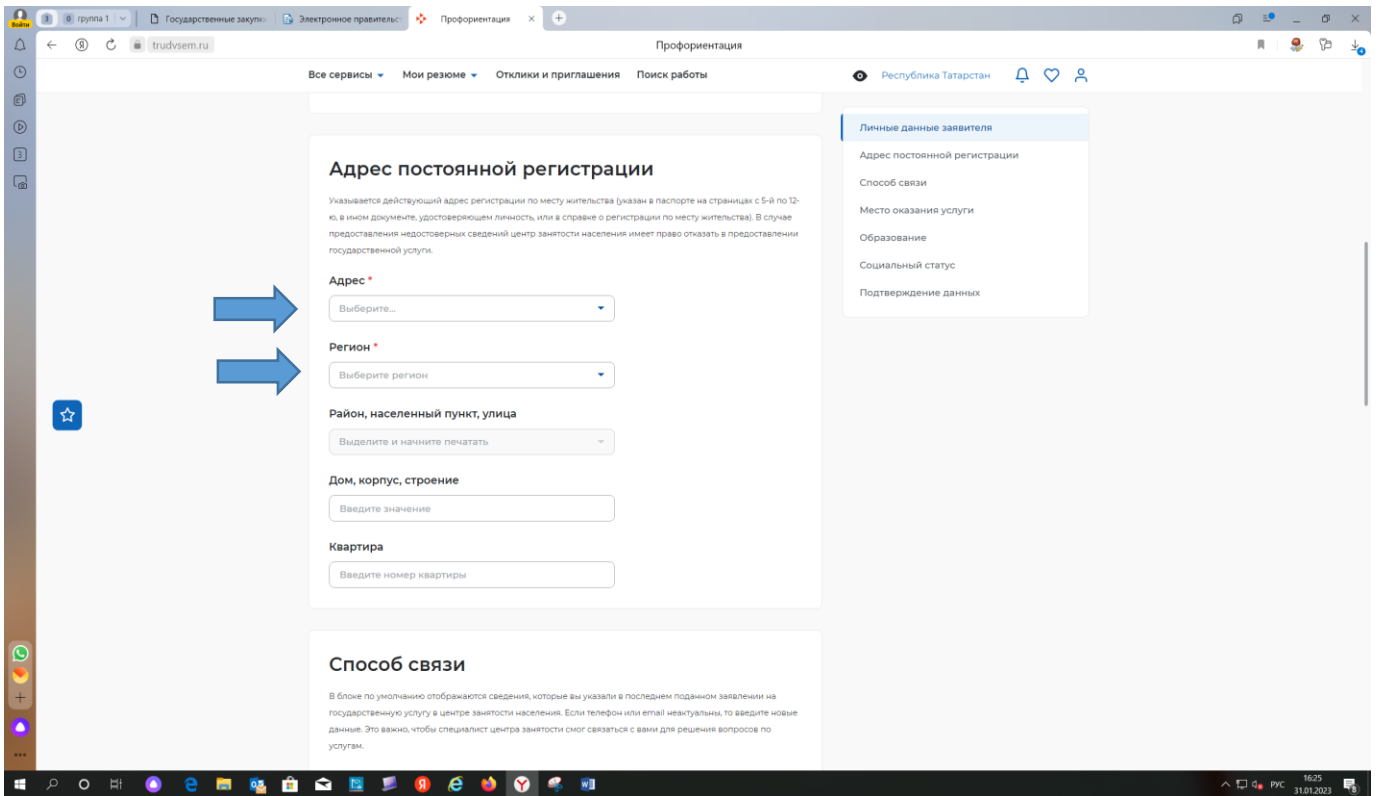 Войти
3
0 группа 1
Государственные закупк
Электронное правительст
Профориентация
trudvsem.ru
Профориентация
Все сервисы
Мои резюме
Отклики и приглашения
Поиск работы
Республика Татарстан
Адрес постоянной регистрации
Указывается действующий адрес регистрации по месту жительства (указан в паспорте на страницах с 5-й по 12-
ю, в ином документе, удостоверяющем личность, или в справке о регистрации по месту жительства). В случае
предоставления недостоверных сведений центр занятости населения имеет право отказать в предоставлении
государственной услуги.
Адрес *
Выберите...
Регион *
Выберите регион
Район, населенный пункт, улица
Выделите и начните печатать
Дом, корпус, строение
Введите значение
Квартира
Введите номер квартиры
Способ связи
В блоке по умолчанию отображаются сведения, которые вы указали в последнем поданном заявлении на
государственную услугу в центре занятости населения. Если телефон или email неактуальны, то введите новые
данные. Это важно, чтобы специалист центра занятости смог связаться с вами для решения вопросов по
услугам.
Личные данные заявителя
Адрес постоянной регистрации
Способ связи
Место оказания услуги
Образование
Социальный статус
Подтверждение данных
3
4
РУС
16:25
31.01.2023
8